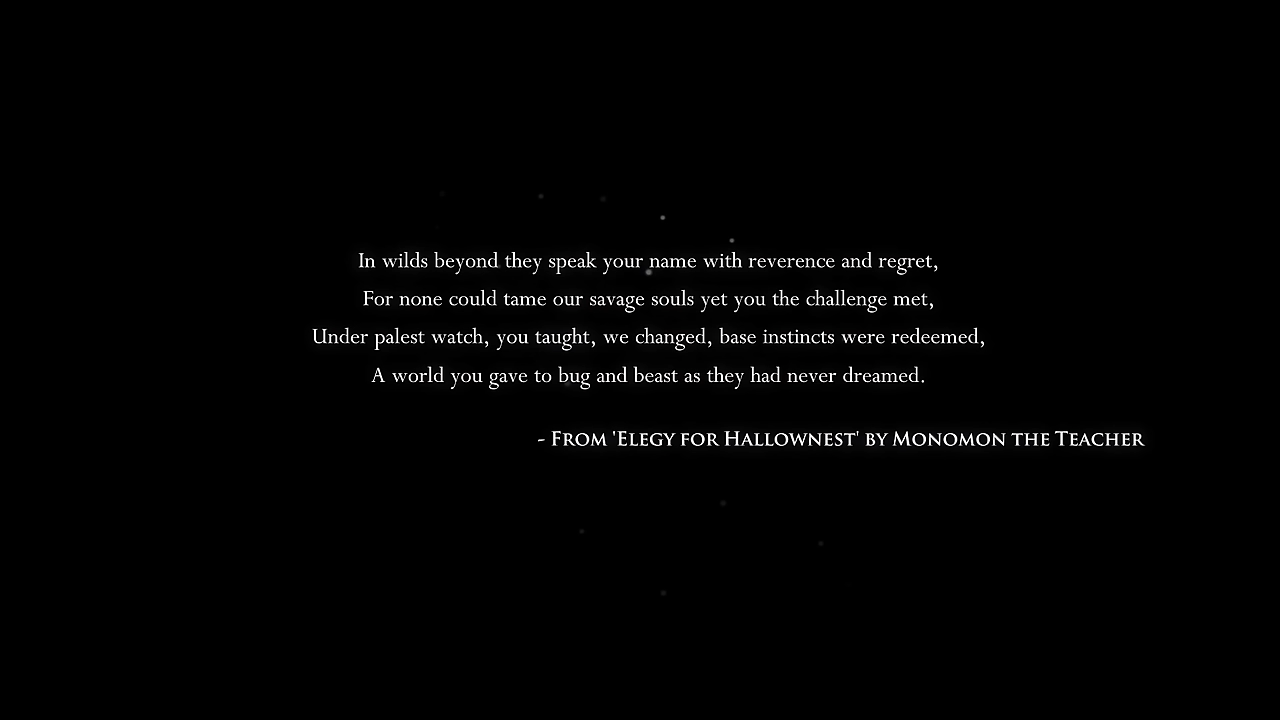 In wilds beyond they speak your name with reverence and regret,
For none could tame our savage souls yet you the challenge met,
Under palest watch, you taught, we changed, base instincts were redeemed,
A world you gave to bug and beast as they had never dreamed.
- From 'Elegy for Hallownest' by Monomon the Teacher